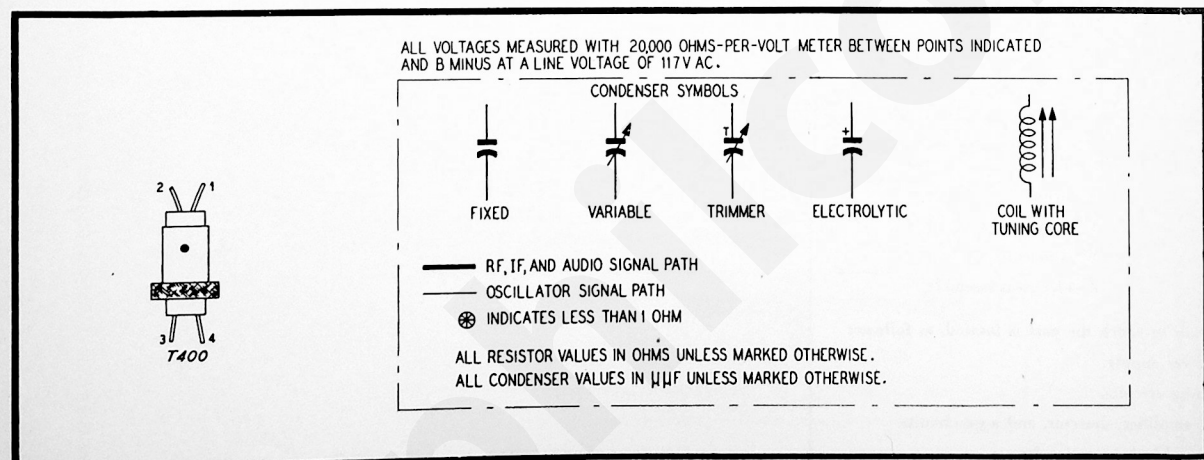 ALL VOLTAGES MEASURED WITH 20,000 OHMS-PER-VOLT METER BETWEEN POINTS INDICATED
AND B MINUS AT A LINE VOLTAGE OF 117V AC.
CONDENSER SYMBOLS
T
+
FIXED
VARIABLE
TRIMMER
ELECTROLYTIC
COIL WITH
TUNING CORE
RF, IF, AND AUDIO SIGNAL PATH
OSCILLATOR SIGNAL PATH
INDICATES LESS THAN 1 OHM
ALL RESISTOR VALUES IN OHMS UNLESS MARKED OTHERWISE.
ALL CONDENSER VALUES IN µµF UNLESS MARKED OTHERWISE.
2 1
3 4
T400